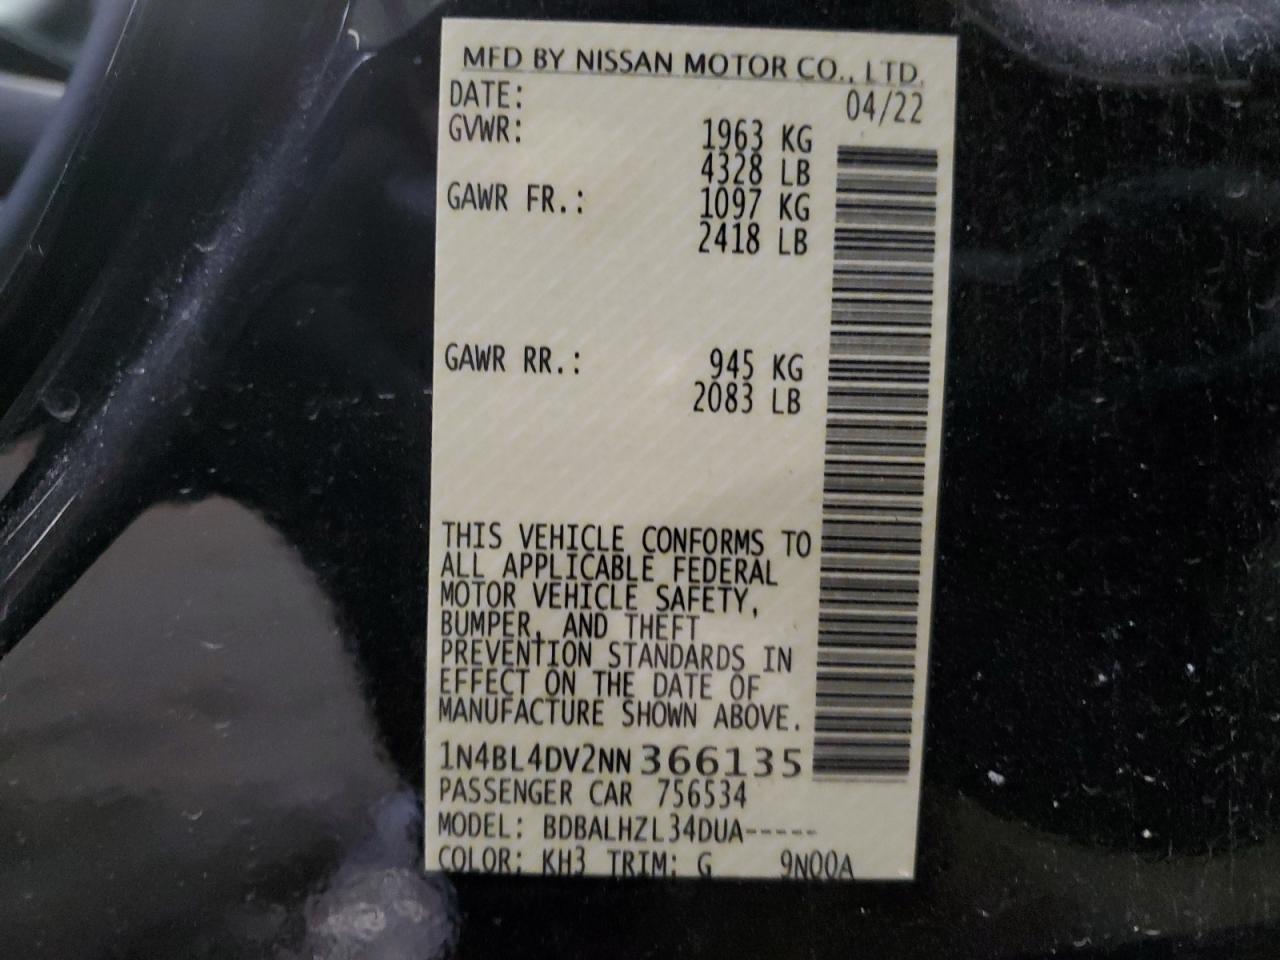 MFD BY NISSAN MOTOR CO., LTD.
DATE: 04/22
GVWR: 1963 KG
4328 LB
GAWR FR.: 1097 KG
2418 LB
GAWR RR.: 945 KG
2083 LB
THIS VEHICLE CONFORMS TO
ALL APPLICABLE FEDERAL
MOTOR VEHICLE SAFETY,
BUMPER, AND THEFT
PREVENTION STANDARDS IN
EFFECT ON THE DATE OF
MANUFACTURE SHOWN ABOVE.
1N4BL4DV2NN366135
PASSENGER CAR 756534
MODEL: BDBALHZL34DUA-----
COLOR: KH3 TRIM: G 9N00A